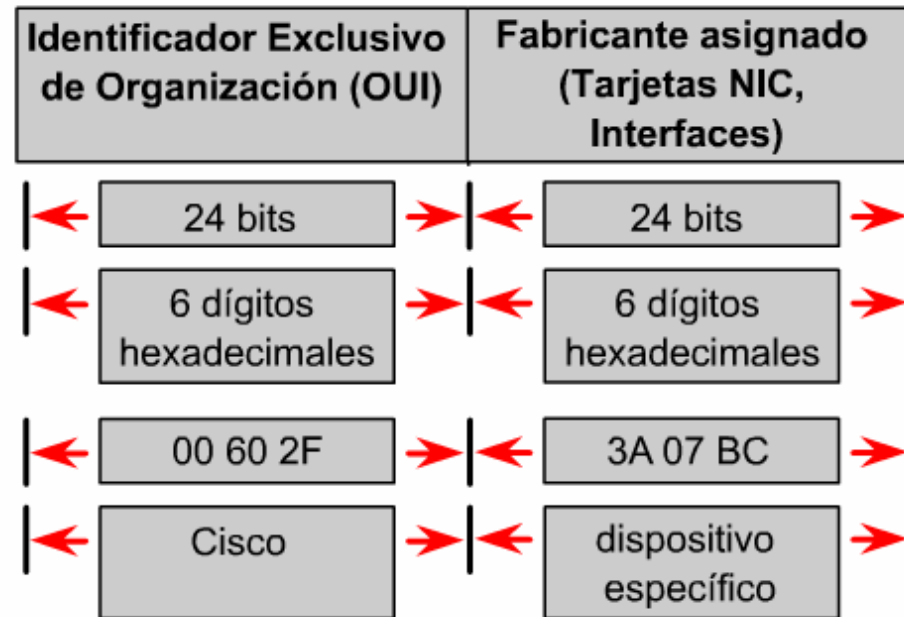 Identificador Exclusivo
de Organización (OUI)
Fabricante asignado
(Tarjetas NIC,
Interfaces)
24 bits
24 bits
6 dígitos
hexadecimales
6 dígitos
hexadecimales
00 60 2F
3A 07 BC
Cisco
dispositivo
específico